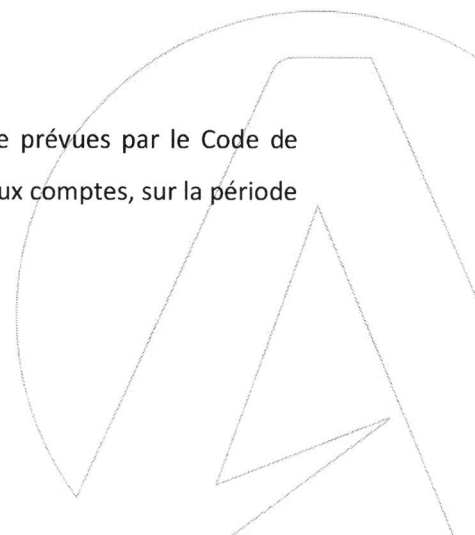 e prévues par le Code de
ux comptes, sur la période